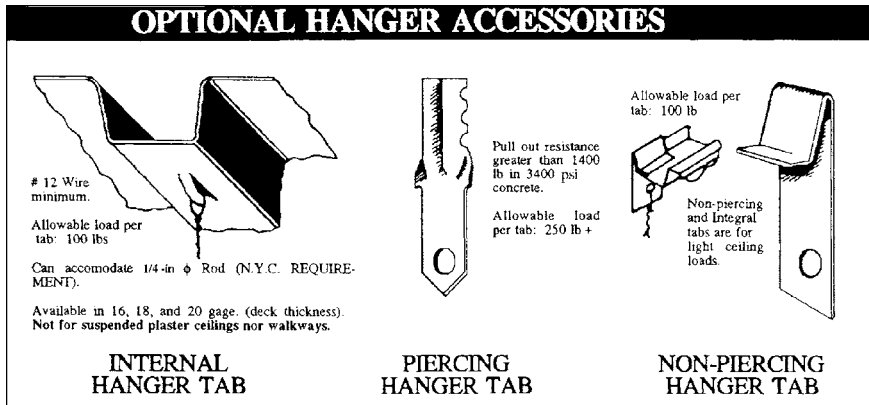 OPTIONAL HANGER ACCESSORIES
# 12 Wire
minimum.
Allowable load per
tab: 100 lbs
Can accomodate 1/4-in ϕ Rod (N.Y.C. REQUIRE-
MENT).
Available in 16, 18, and 20 gage. (deck thickness).
Not for suspended plaster ceilings nor walkways.
INTERNAL
HANGER TAB
Pull out resistance
greater than 1400
lb in 3400 psi
concrete.
Allowable load
per tab: 250 lb +
PIERCING
HANGER TAB
Allowable load per
tab: 100 lb
Non-piercing
and Integral
tabs are for
light ceiling
loads.
NON-PIERCING
HANGER TAB